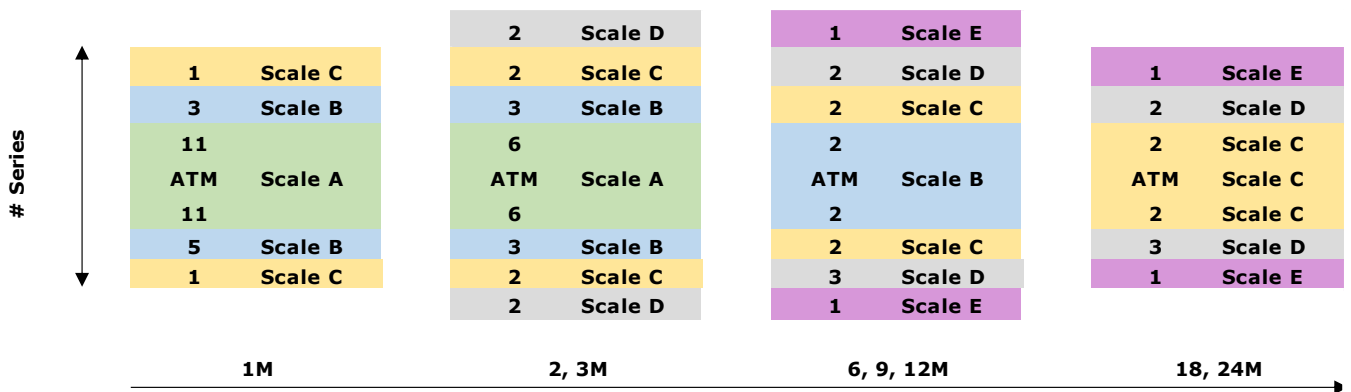 2 Scale D 1 Scale E
1 Scale C 2 Scale C 2 Scale D 1 Scale E
3 Scale B 3 Scale B 2 Scale C 2 Scale D
11 6 2 2 Scale C
# Series ATM Scale A ATM Scale A ATM Scale B ATM Scale C
11 6 2 2 Scale C
5 Scale B 3 Scale B 2 Scale C 3 Scale D
1 Scale C 2 Scale C 3 Scale D 1 Scale E
2 Scale D 1 Scale E
1M 2, 3M 6, 9, 12M 18, 24M